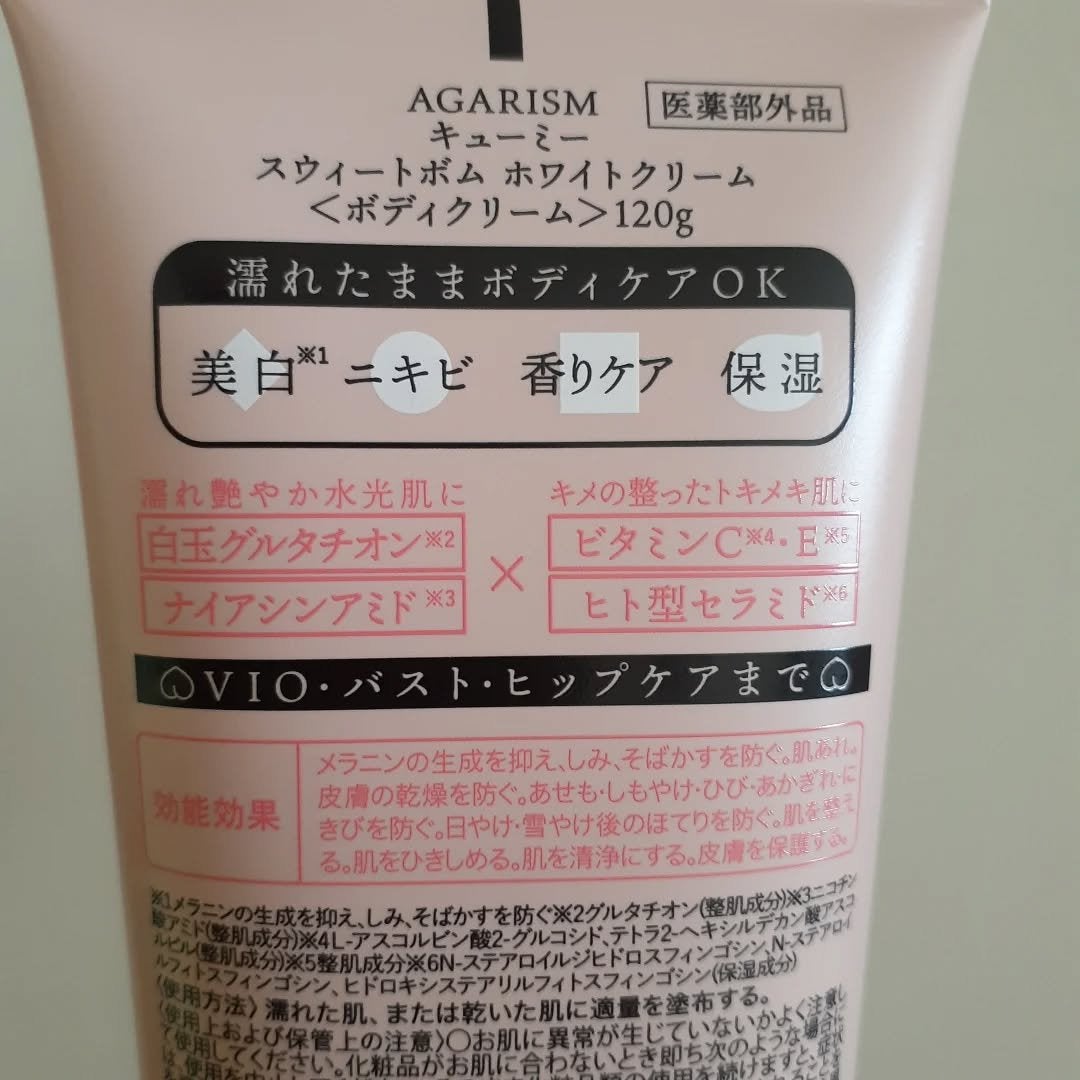 AGARISM
医薬部外品
キューミー
スウィートボム ホワイトクリーム
＜ボディクリーム＞120g
濡れたままボディケアOK
美白※1 ニキビ 香りケア 保湿
濡れ艶やか水光肌に
キメの整ったトキメキ肌に
白玉グルタチオン※2
ナイアシンアミド※3
×
ビタミンC※4・E※5
ヒト型セラミド※6
VIO・バスト・ヒップケアまで
効能効果
メラニンの生成を抑え、しみ、そばかすを防ぐ。肌あれ。
皮膚の乾燥を防ぐ。あせも・しもやけ・ひび・あかぎれ・に
きびを防ぐ。日やけ・雪やけ後のほてりを防ぐ。肌を整え
る。肌をひきしめる。肌を清浄にする。皮膚を保護する。
※1メラニンの生成を抑え、しみ、そばかすを防ぐ※2グルタチオン(整肌成分)※3ニコチン
酸アミド(整肌成分)※4L-アスコルビン酸2-グルコシド、テトラ2-ヘキシルデカン酸アスコ
ルビル(整肌成分)※5整肌成分※6N-ステアロイルジヒドロスフィンゴシン、N-ステアロイ
ルフィトスフィンゴシン、ヒドロキシステアリルフィトスフィンゴシン(保湿成分)
〈使用方法〉濡れた肌、または乾いた肌に適量を塗布する。
〈使用上および保管上の注意〉○お肌に異常が生じていないかよく注意し
て使用してください。化粧品がお肌に合わないとき即ち次のような場合に
は、使用を
化粧品類の使用を続けますと、症状